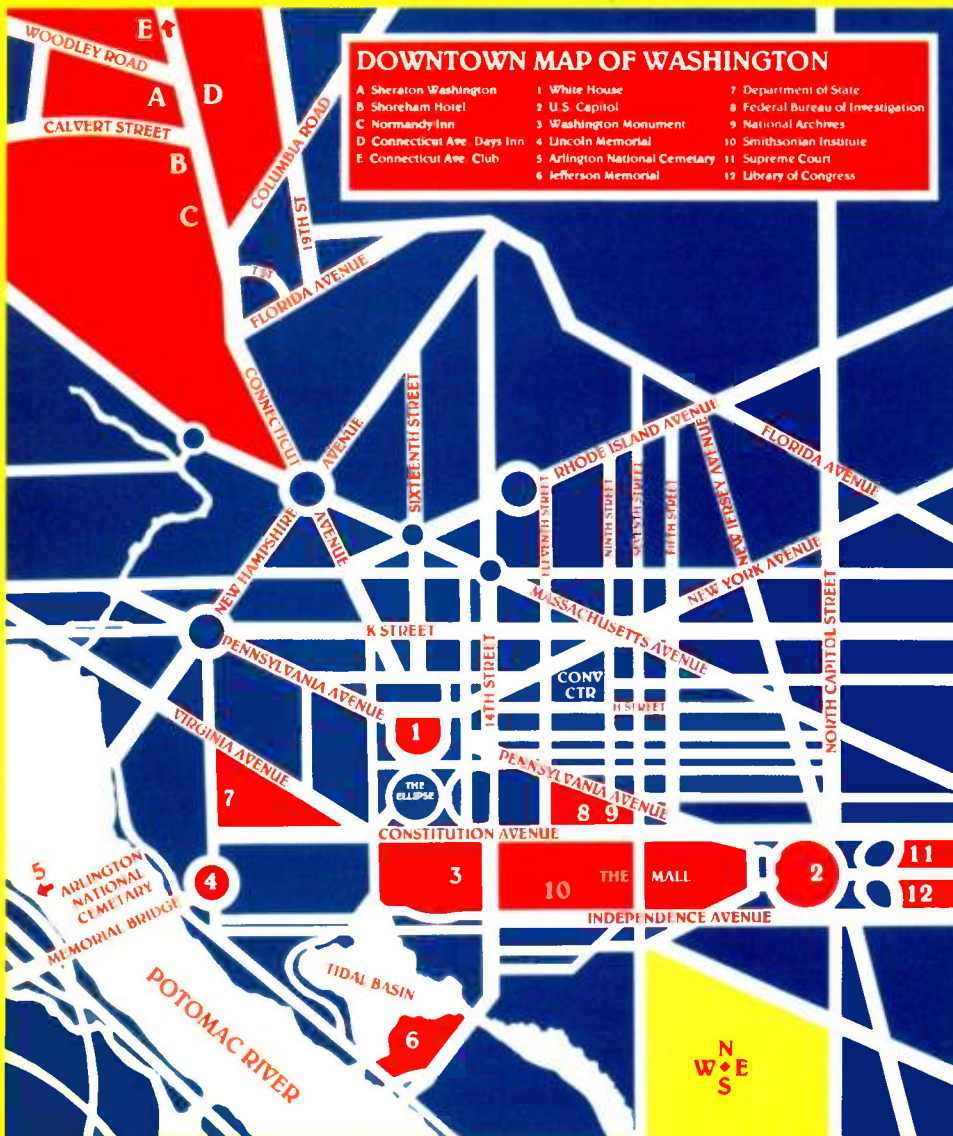 DOWNTOWN MAP OF WASHINGTON
A Sheraton Washington
B Shoreham Hotel
C Normandy Inn
D Connecticut Ave. Days Inn
E Connecticut Ave. Club
1 White House
2 U.S. Capitol
3 Washington Monument
4 Lincoln Memorial
5 Arlington National Cemetary
6 Jefferson Memorial
7 Department of State
8 Federal Bureau of Investigation
9 National Archives
10 Smithsonian Institute
11 Supreme Court
12 Library of Congress
E
WOODLEY ROAD
A
D
CALVERT STREET
B
COLUMBIA ROAD
C
19TH ST
T ST
FLORIDA AVENUE
CONNECTICUT
AVENUE
AVENUE
SIXTEENTH STREET
RHODE ISLAND AVENUE
NEW JERSEY AVENUE
FLORIDA AVENUE
ELEVENTH STREET
NINTH STREET
SEVENTH STREET
FIFTH STREET
NEW HAMPSHIRE
NEW YORK AVENUE
MASSACHUSETTS AVENUE
K STREET
PENNSYLVANIA AVENUE
14TH STREET
CONV
CTR
H STREET
NORTH CAPITOL STREET
VIRGINIA AVENUE
1
PENNSYLVANIA AVENUE
THE
ELLIPSE
7
8 9
CONSTITUTION AVENUE
5
ARLINGTON
NATIONAL
CEMETARY
4
3
10
THE MALL
2
11
12
INDEPENDENCE AVENUE
MEMORIAL BRIDGE
TIDAL BASIN
POTOMAC RIVER
6
N
W E
S